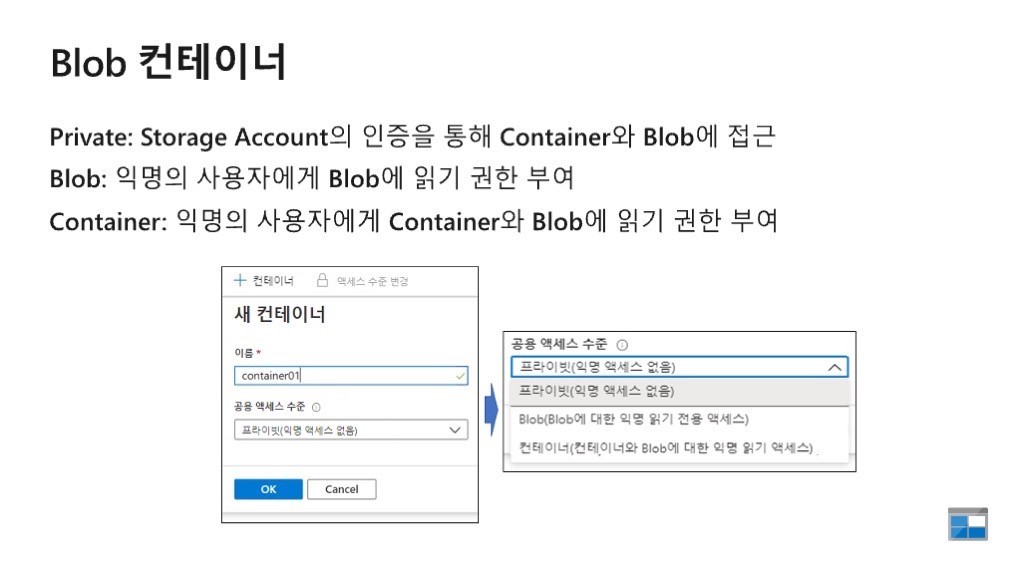 Blob 컨테이너
Private: Storage Account의 인증을 통해 Container와 Blob에 접근
Blob: 익명의 사용자에게 Blob에 읽기 권한 부여
Container: 익명의 사용자에게 Container와 Blob에 읽기 권한 부여
컨테이너 액세스 수준 변경
새 컨테이너
이름 *
container01
공용 액세스 수준
프라이빗(익명 액세스 없음)
OK Cancel
공용 액세스 수준
프라이빗(익명 액세스 없음)
프라이빗(익명 액세스 없음)
Blob(Blob에 대한 익명 읽기 전용 액세스)
컨테이너(컨테이너와 Blob에 대한 익명 읽기 액세스)